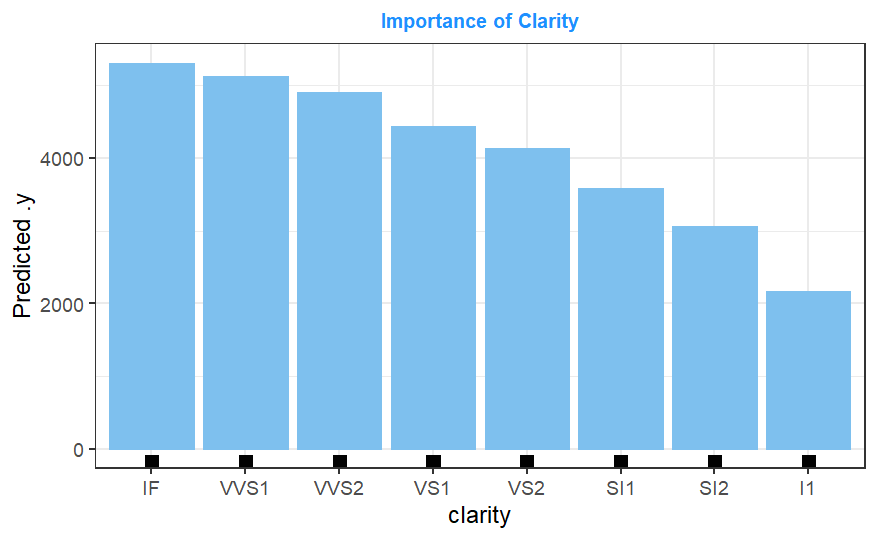 Importance of Clarity
Predicted .y
4000
2000
0
IF VVS1 VVS2 VS1 VS2 SI1 SI2 I1
clarity